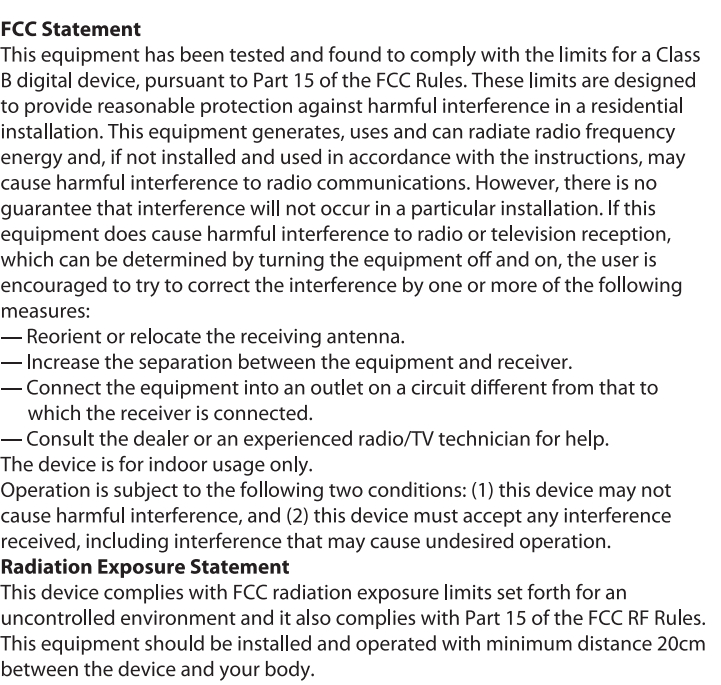 FCC Statement
This equipment has been tested and found to comply with the limits for a Class
B digital device, pursuant to Part 15 of the FCC Rules. These limits are designed
to provide reasonable protection against harmful interference in a residential
installation. This equipment generates, uses and can radiate radio frequency
energy and, if not installed and used in accordance with the instructions, may
cause harmful interference to radio communications. However, there is no
guarantee that interference will not occur in a particular installation. If this
equipment does cause harmful interference to radio or television reception,
which can be determined by turning the equipment off and on, the user is
encouraged to try to correct the interference by one or more of the following
measures:
— Reorient or relocate the receiving antenna.
— Increase the separation between the equipment and receiver.
— Connect the equipment into an outlet on a circuit different from that to
which the receiver is connected.
— Consult the dealer or an experienced radio/TV technician for help.
The device is for indoor usage only.
Operation is subject to the following two conditions: (1) this device may not
cause harmful interference, and (2) this device must accept any interference
received, including interference that may cause undesired operation.
Radiation Exposure Statement
This device complies with FCC radiation exposure limits set forth for an
uncontrolled environment and it also complies with Part 15 of the FCC RF Rules.
This equipment should be installed and operated with minimum distance 20cm
between the device and your body.